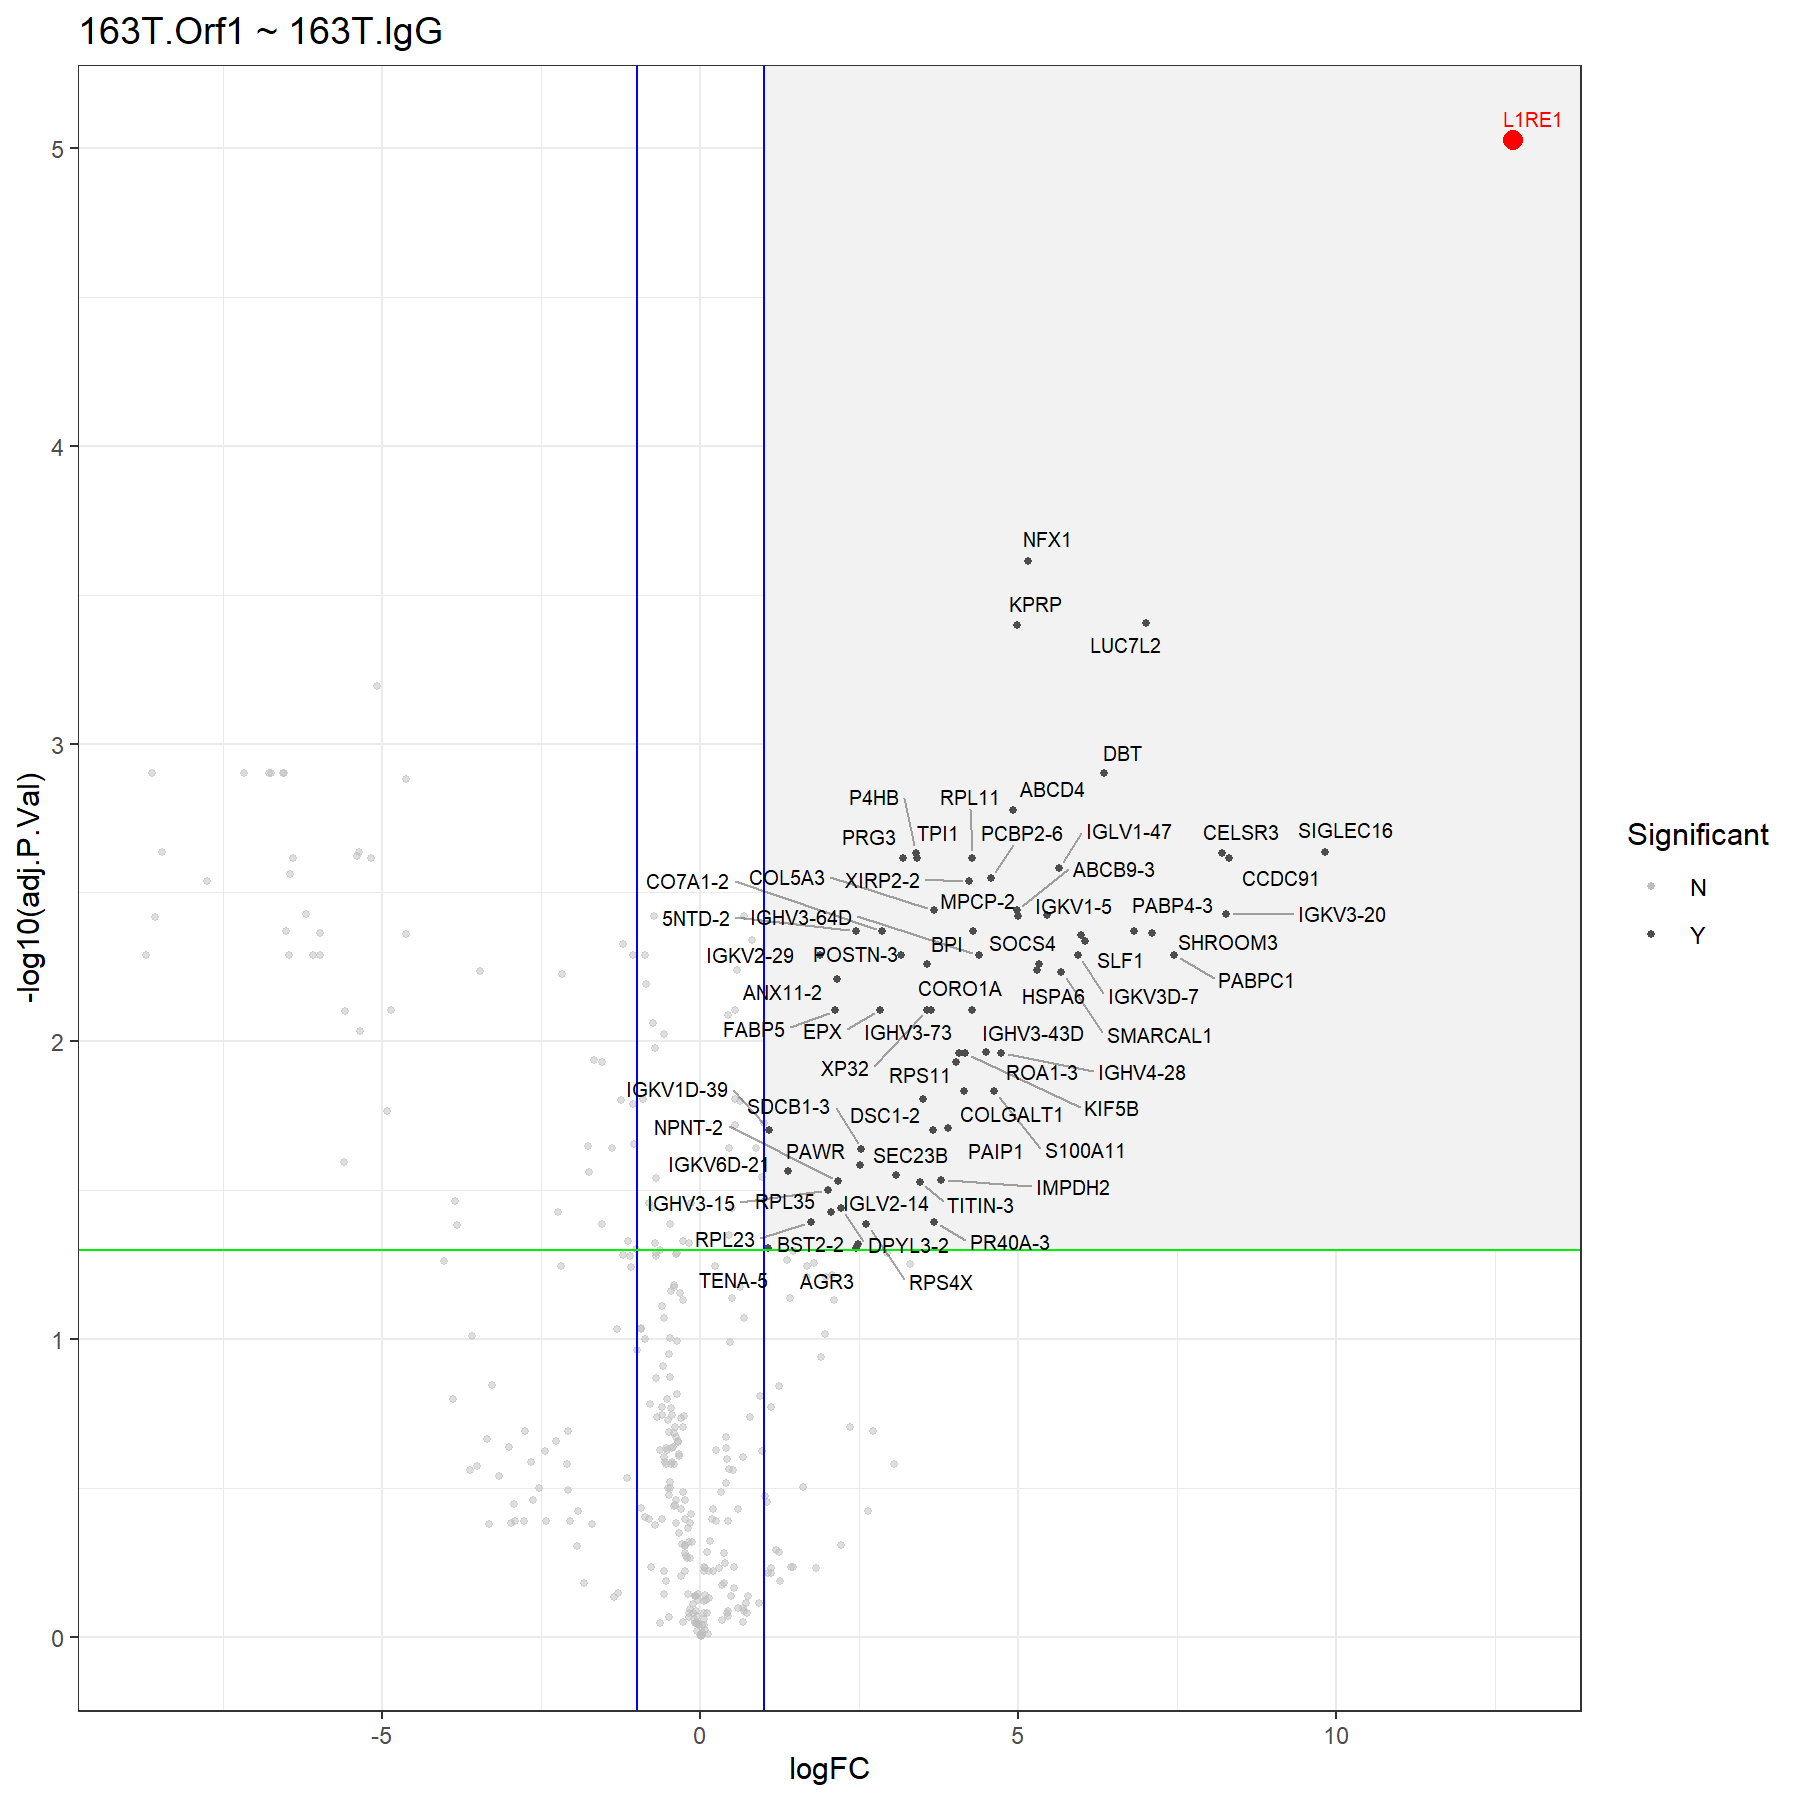 163T.Orf1 ~ 163T.IgG
L1RE1
5
4
NFX1
KPRP
LUC7L2
3
DBT
ABCD4
P4HB
RPL11
PRG3
TPI1
PCBP2-6
IGLV1-47
CELSR3
SIGLEC16
ABCB9-3
CO7A1-2
COL5A3
XIRP2-2
CCDC91
MPCP-2
IGKV1-5
PABP4-3
IGKV3-20
5NTD-2
IGHV3-64D
BPI
SOCS4
SHROOM3
IGKV2-29
POSTN-3
SLF1
PABPC1
ANX11-2
CORO1A
HSPA6
IGKV3D-7
FABP5
EPX
IGHV3-73
IGHV3-43D
SMARCAL1
2
XP32
RPS11
ROA1-3
IGHV4-28
IGKV1D-39
SDCB1-3
DSC1-2
COLGALT1
KIF5B
NPNT-2
PAWR
SEC23B
PAIP1
S100A11
IGKV6D-21
IMPDH2
IGHV3-15
RPL35
IGLV2-14
TITIN-3
RPL23
BST2-2
DPYL3-2
PR40A-3
TENA-5
AGR3
RPS4X
1
0
-5
0
5
10
logFC
-log10(adj.P.Val)
Significant
N
Y